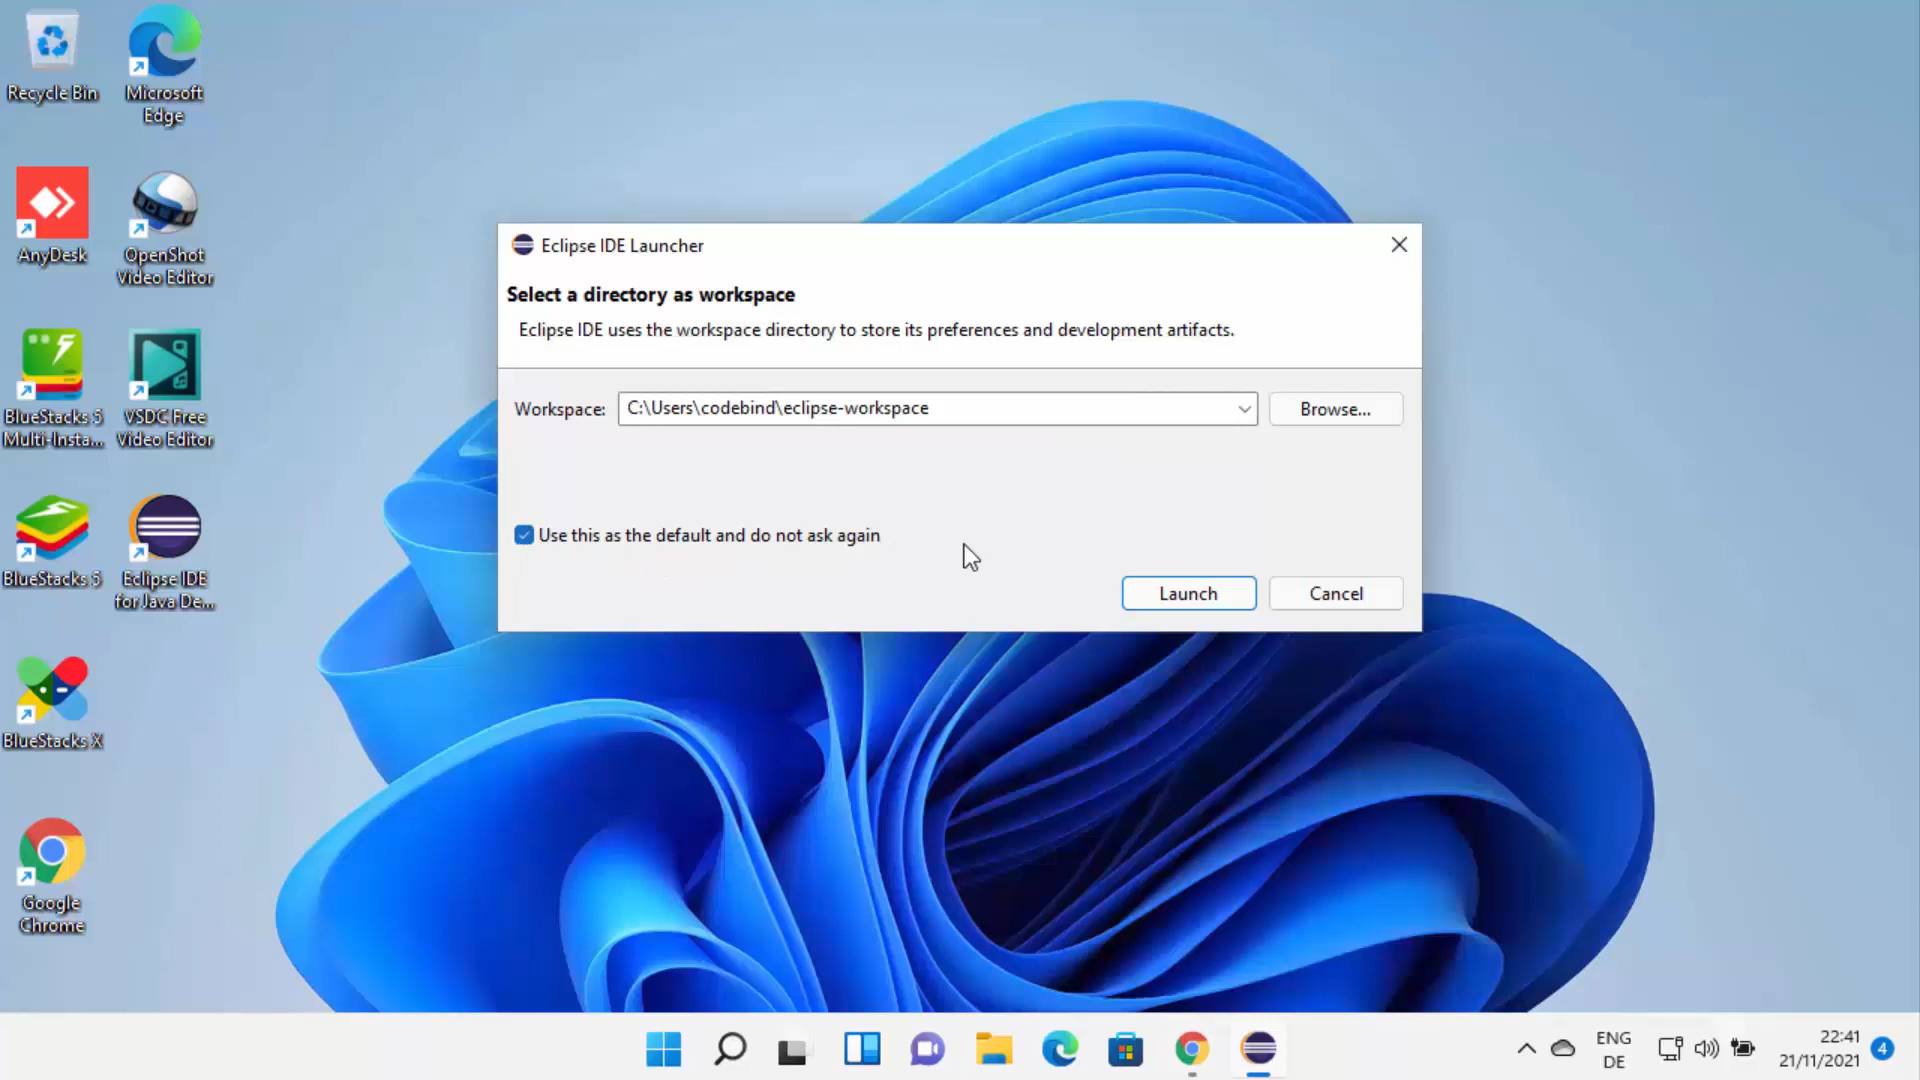 Recycle Bin
Microsoft
Edge
AnyDesk
OpenShot
Video Editor
BlueStacks 5
Multi-Insta...
VSDC Free
Video Editor
BlueStacks 5
Eclipse IDE
for Java De...
BlueStacks X
Google
Chrome
Eclipse IDE Launcher
Select a directory as workspace
Eclipse IDE uses the workspace directory to store its preferences and development artifacts.
Workspace: C:\Users\codebind\eclipse-workspace Browse...
Use this as the default and do not ask again
Launch Cancel
ENG
DE
22:41
21/11/2021
4